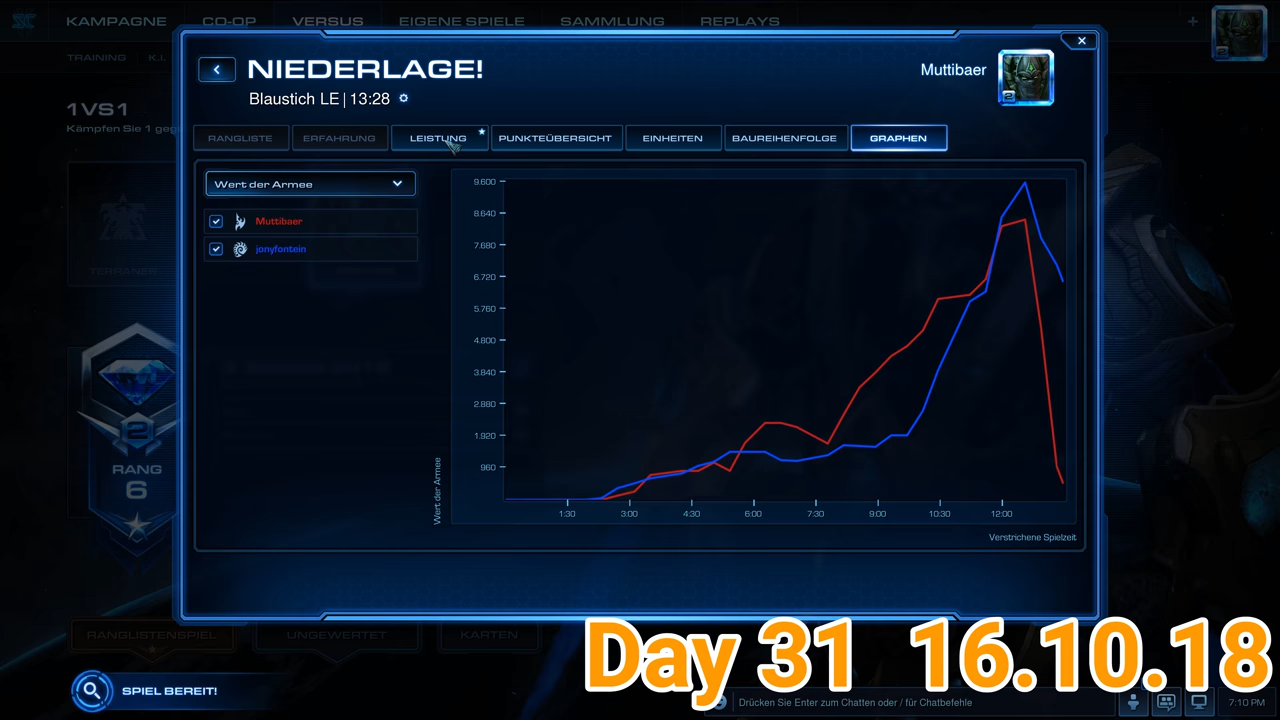 KAMPAGNE CO-OP VERSUS EIGENE SPIELE SAMMLUNG REPLAYS
TRAINING K.I.
NIEDERLAGE!
Muttibaer
2
Blaustich LE | 13:28
1VS1
Kämpfen Sie 1 geg
RANGLISTE ERFAHRUNG LEISTUNG PUNKTEÜBERSICHT EINHEITEN BAUREIHENFOLGE GRAPHEN
Wert der Armee
Muttibaer
jonyfontein
TERRANER
9.600
8.640
7.680
6.720
5.760
4.800
3.840
2.880
1.920
960
Wert der Armee
1:30 3:00 4:30 6:00 7:30 9:00 10:30 12:00
Verstrichene Spielzeit
2
RANG
6
RANGLISTENSPIEL UNGEWERTET KARTEN
SPIEL BEREIT!
Day 31 16.10.18
Drücken Sie Enter zum Chatten oder / für Chatbefehle
7:10 PM